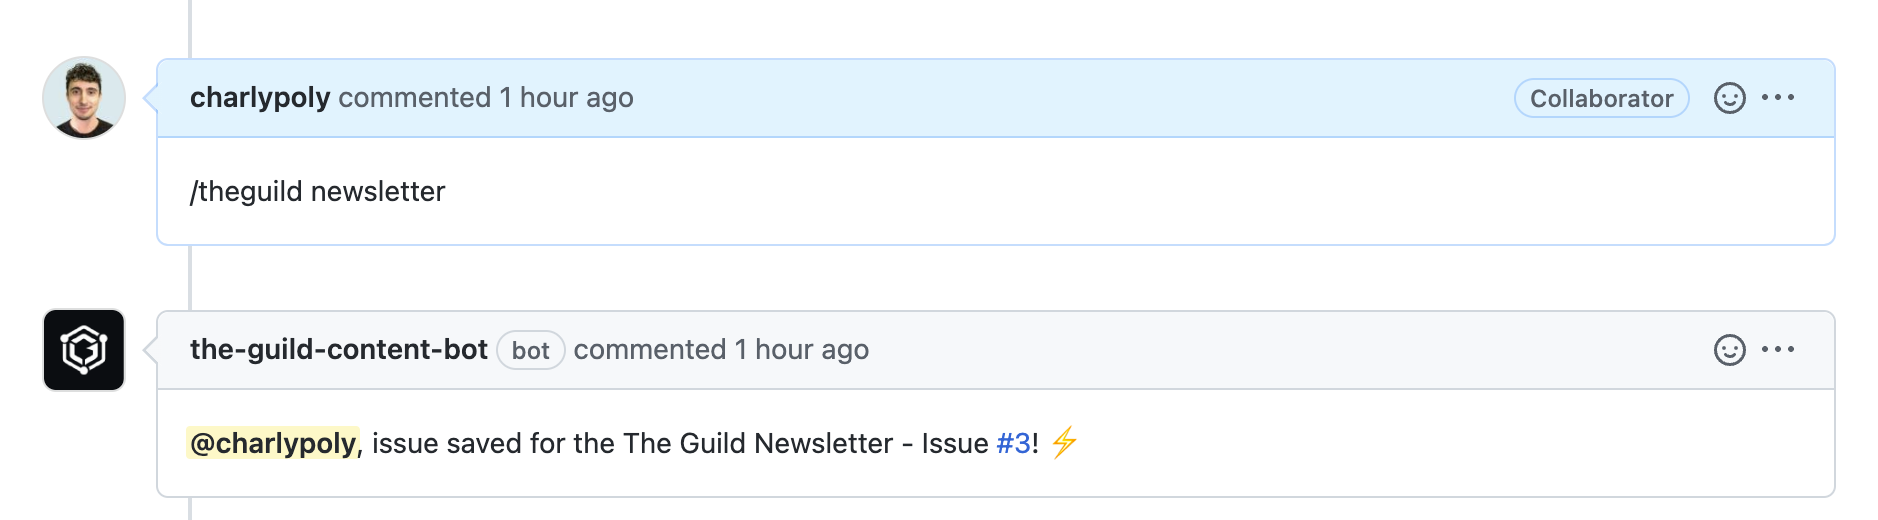 charlypoly commented 1 hour ago Collaborator
/theguild newsletter
the-guild-content-bot bot commented 1 hour ago
@charlypoly, issue saved for the The Guild Newsletter - Issue #3! ⚡